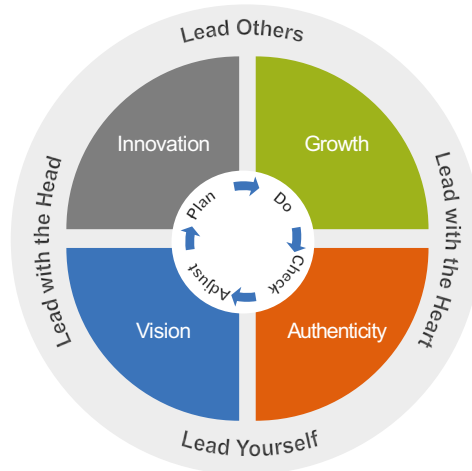 Lead Others
Innovation
Growth
Lead with the Head
Lead with the Heart
Plan
Do
Check
Adjust
Vision
Authenticity
Lead Yourself